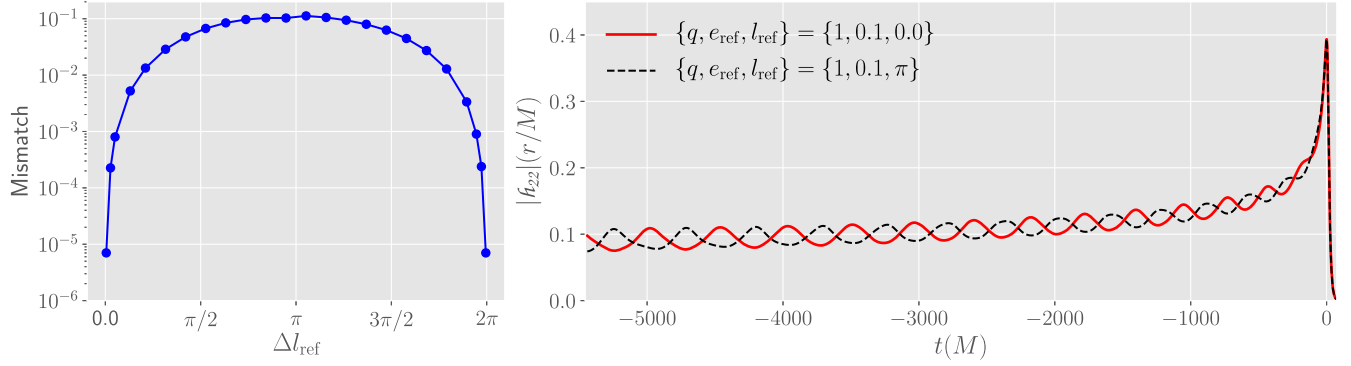 Mismatch
10⁻¹
10⁻²
10⁻³
10⁻⁴
10⁻⁵
10⁻⁶
0.0 π/2 π 3π/2 2π
Δl_ref
|ℎ₂₂|(r/M)
0.4
0.3
0.2
0.1
0.0
{q, e_ref, l_ref} = {1, 0.1, 0.0}
{q, e_ref, l_ref} = {1, 0.1, π}
−5000 −4000 −3000 −2000 −1000 0
t(M)